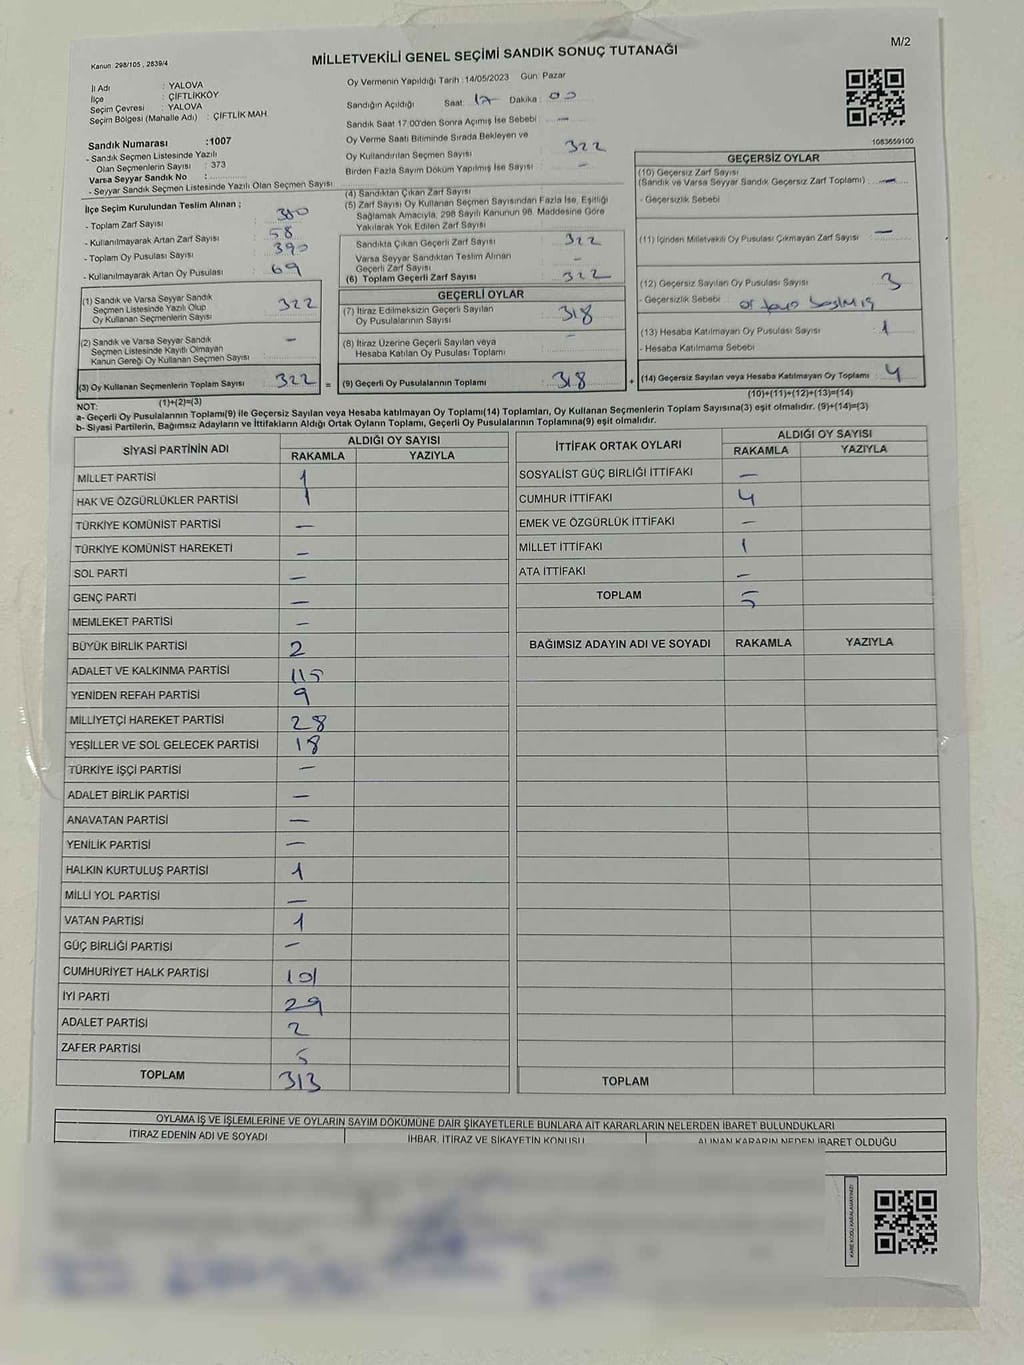 M/2
Kanun 298/105 , 2839/4
MİLLETVEKİLİ GENEL SEÇİMİ SANDIK SONUÇ TUTANAĞI
İl Adı : YALOVA
İlçe : ÇİFTLİKKÖY
Seçim Çevresi : YALOVA
Seçim Bölgesi (Mahalle Adı) : ÇİFTLİK MAH.
Sandık Numarası :1007
- Sandık Seçmen Listesinde Yazılı
Olan Seçmenlerin Sayısı : 373
Varsa Seyyar Sandık No :
- Seyyar Sandık Seçmen Listesinde Yazılı Olan Seçmen Sayısı
İlçe Seçim Kurulundan Teslim Alınan ;
- Toplam Zarf Sayısı 380
- Kullanılmayarak Artan Zarf Sayısı 58
- Toplam Oy Pusulası Sayısı 390
- Kullanılmayarak Artan Oy Pusulası 69
Oy Vermenin Yapıldığı Tarih :14/05/2023 Gün: Pazar
Sandığın Açıldığı Saat: 17 Dakika : 00
Sandık Saat 17:00'den Sonra Açımış İse Sebebi : —
Oy Verme Saati Bitiminde Sırada Bekleyen ve
Oy Kullandırılan Seçmen Sayısı 322
Birden Fazla Sayım Döküm Yapılmış İse Sayısı : —
(4) Sandıktan Çıkan Zarf Sayısı
(5) Zarf Sayısı Oy Kullanan Seçmen Sayısından Fazla İse, Eşitliği
Sağlamak Amacıyla, 298 Sayılı Kanunun 98. Maddesine Göre
Yakılarak Yok Edilen Zarf Sayısı
Sandıkta Çıkan Geçerli Zarf Sayısı 322
Varsa Seyyar Sandıktan Teslim Alınan
Geçerli Zarf Sayısı —
(6) Toplam Geçerli Zarf Sayısı 322
1083659100
GEÇERSİZ OYLAR
(10) Geçersiz Zarf Sayısı
(Sandık ve Varsa Seyyar Sandık Geçersiz Zarf Toplamı) : —
- Geçersizlik Sebebi
(11) İçinden Milletvekili Oy Pusulası Çıkmayan Zarf Sayısı —
(12) Geçersiz Sayılan Oy Pusulası Sayısı 3
- Geçersizlik Sebebi
(13) Hesaba Katılmayan Oy Pusulası Sayısı : 1
- Hesaba Katılmama Sebebi
(14) Geçersiz Sayılan veya Hesaba Katılmayan Oy Toplamı : 4
(10)+(11)+(12)+(13)=(14)
(1) Sandık ve Varsa Seyyar Sandık
Seçmen Listesinde Yazılı Olup
Oy Kullanan Seçmenlerin Sayısı 322
(2) Sandık ve Varsa Seyyar Sandık
Seçmen Listesinde Kayıtlı Olmayan
Kanun Gereği Oy Kullanan Seçmen Sayısı —
(3) Oy Kullanan Seçmenlerin Toplam Sayısı 322 =
(1)+(2)=(3)
GEÇERLİ OYLAR
(7) İtiraz Edilmeksizin Geçerli Sayılan
Oy Pusulalarının Sayısı 318
(8) İtiraz Üzerine Geçerli Sayılan veya
Hesaba Katılan Oy Pusulası Toplamı —
(9) Geçerli Oy Pusulalarının Toplamı 318 +
NOT:
a- Geçerli Oy Pusulalarının Toplamı(9) ile Geçersiz Sayılan veya Hesaba katılmayan Oy Toplamı(14) Toplamları, Oy Kullanan Seçmenlerin Toplam Sayısına(3) eşit olmalıdır. (9)+(14)=(3)
b- Siyasi Partilerin, Bağımsız Adayların ve İttifakların Aldığı Ortak Oyların Toplamı, Geçerli Oy Pusulalarının Toplamına(9) eşit olmalıdır.
SİYASİ PARTİNİN ADI ALDIĞI OY SAYISI
RAKAMLA YAZIYLA
MİLLET PARTİSİ 1
HAK VE ÖZGÜRLÜKLER PARTİSİ 1
TÜRKİYE KOMÜNİST PARTİSİ —
TÜRKİYE KOMÜNİST HAREKETİ —
SOL PARTİ —
GENÇ PARTİ —
MEMLEKET PARTİSİ —
BÜYÜK BİRLİK PARTİSİ 2
ADALET VE KALKINMA PARTİSİ 115
YENİDEN REFAH PARTİSİ 9
MİLLİYETÇİ HAREKET PARTİSİ 28
YEŞİLLER VE SOL GELECEK PARTİSİ 18
TÜRKİYE İŞÇİ PARTİSİ —
ADALET BİRLİK PARTİSİ —
ANAVATAN PARTİSİ —
YENİLİK PARTİSİ —
HALKIN KURTULUŞ PARTİSİ 1
MİLLİ YOL PARTİSİ —
VATAN PARTİSİ 1
GÜÇ BİRLİĞİ PARTİSİ —
CUMHURİYET HALK PARTİSİ 101
İYİ PARTİ 29
ADALET PARTİSİ 2
ZAFER PARTİSİ 5
TOPLAM 313
İTTİFAK ORTAK OYLARI ALDIĞI OY SAYISI
RAKAMLA YAZIYLA
SOSYALİST GÜÇ BİRLİĞİ İTTİFAKI —
CUMHUR İTTİFAKI 4
EMEK VE ÖZGÜRLÜK İTTİFAKI —
MİLLET İTTİFAKI 1
ATA İTTİFAKI —
TOPLAM 5
BAĞIMSIZ ADAYIN ADI VE SOYADI RAKAMLA YAZIYLA
TOPLAM
OYLAMA İŞ VE İŞLEMLERİNE VE OYLARIN SAYIM DÖKÜMÜNE DAİR ŞİKAYETLERLE BUNLARA AİT KARARLARIN NELERDEN İBARET BULUNDUKLARI
İTİRAZ EDENİN ADI VE SOYADI İHBAR, İTİRAZ VE ŞİKAYETİN KONUSU ALINAN KARARIN NEDEN İBARET OLDUĞU
KARE KODU KARALAMAYINIZ!